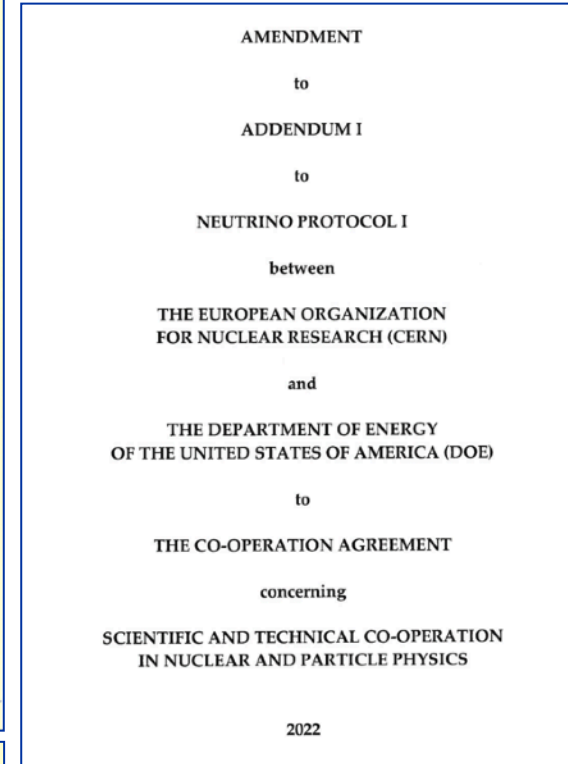 AMENDMENT
to
ADDENDUM I
to
NEUTRINO PROTOCOL I
between
THE EUROPEAN ORGANIZATION
FOR NUCLEAR RESEARCH (CERN)
and
THE DEPARTMENT OF ENERGY
OF THE UNITED STATES OF AMERICA (DOE)
to
THE CO-OPERATION AGREEMENT
concerning
SCIENTIFIC AND TECHNICAL CO-OPERATION
IN NUCLEAR AND PARTICLE PHYSICS
2022